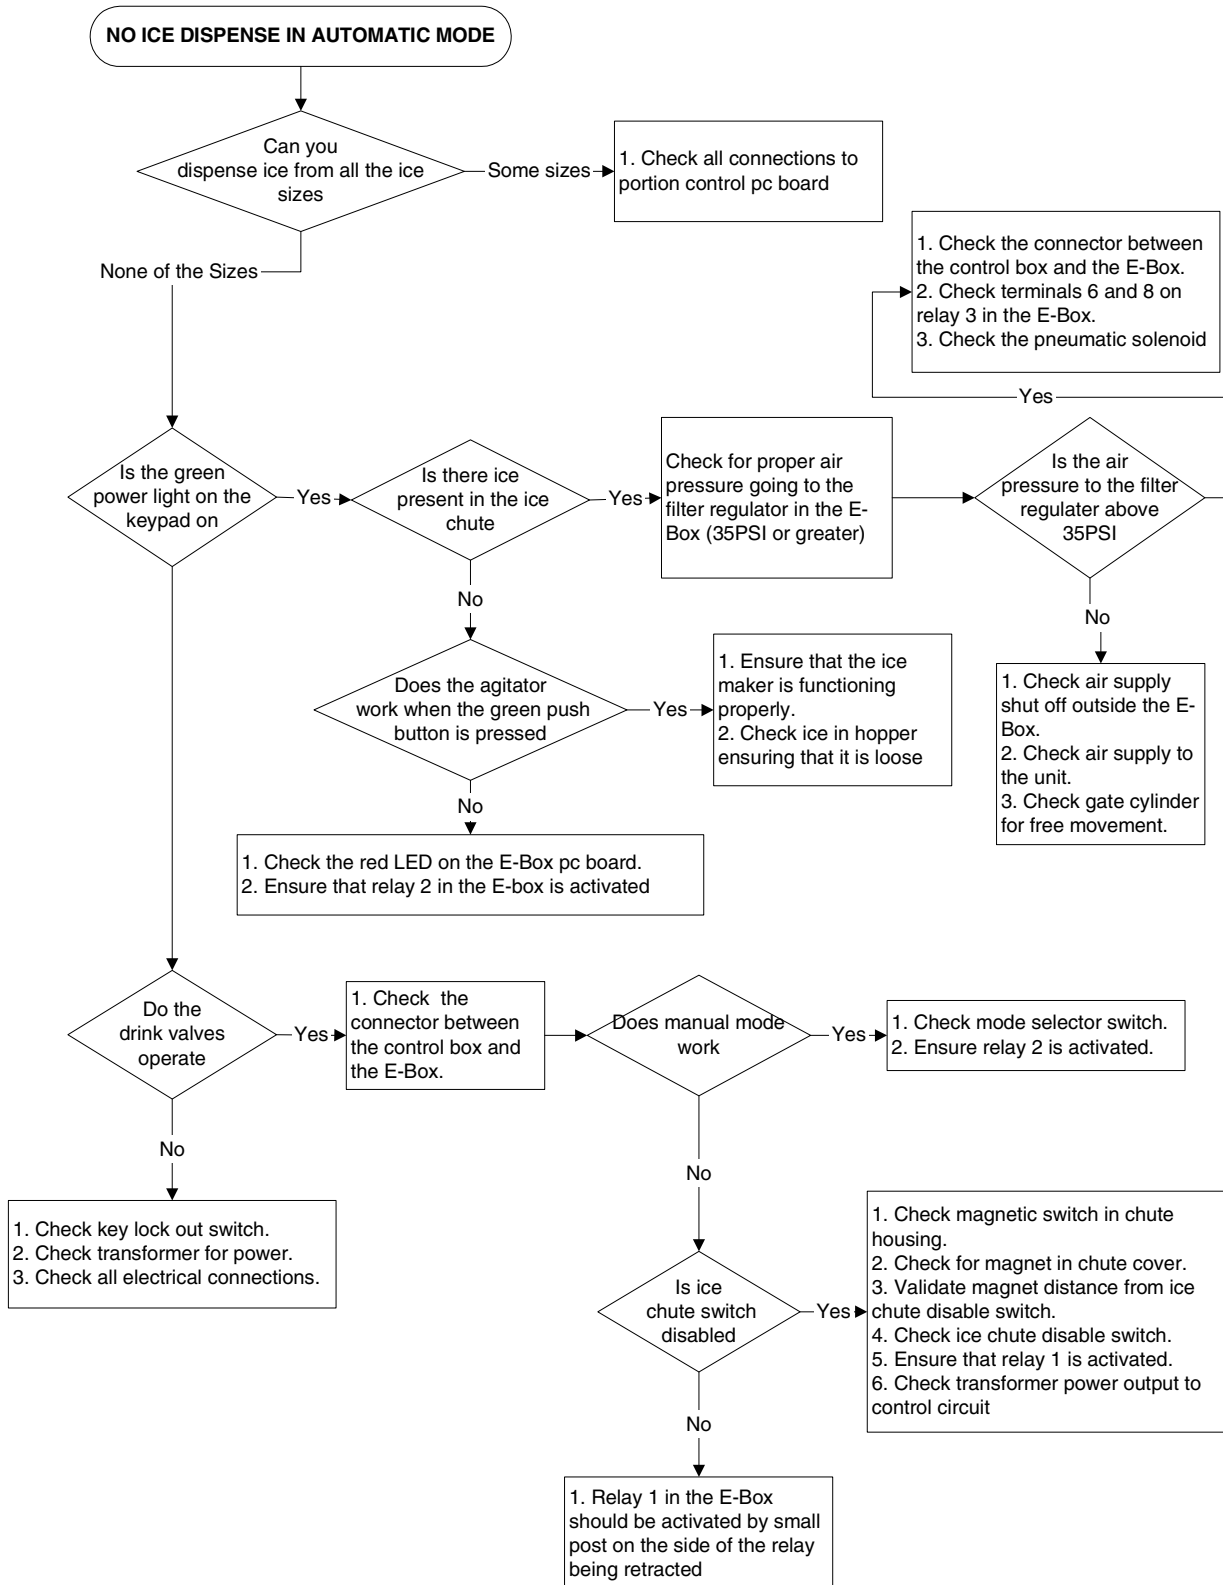 NO ICE DISPENSE IN AUTOMATIC MODE
Can you
dispense ice from all the ice
sizes
Some sizes
1. Check all connections to
portion control pc board
None of the Sizes
1. Check the connector between
the control box and the E-Box.
2. Check terminals 6 and 8 on
relay 3 in the E-Box.
3. Check the pneumatic solenoid
Yes
Is the green
power light on the
keypad on
Yes
Is there ice
present in the ice
chute
Yes
Check for proper air
pressure going to the
filter regulator in the E-
Box (35PSI or greater)
Is the air
pressure to the filter
regulater above
35PSI
No
No
Does the agitator
work when the green push
button is pressed
Yes
1. Ensure that the ice
maker is functioning
properly.
2. Check ice in hopper
ensuring that it is loose
1. Check air supply
shut off outside the E-
Box.
2. Check air supply to
the unit.
3. Check gate cylinder
for free movement.
No
1. Check the red LED on the E-Box pc board.
2. Ensure that relay 2 in the E-box is activated
Do the
drink valves
operate
Yes
1. Check  the
connector between
the control box and
the E-Box.
Does manual mode
work
Yes
1. Check mode selector switch.
2. Ensure relay 2 is activated.
No
No
1. Check key lock out switch.
2. Check transformer for power.
3. Check all electrical connections.
Is ice
chute switch
disabled
Yes
1. Check magnetic switch in chute
housing.
2. Check for magnet in chute cover.
3. Validate magnet distance from ice
chute disable switch.
4. Check ice chute disable switch.
5. Ensure that relay 1 is activated.
6. Check transformer power output to
control circuit
No
1. Relay 1 in the E-Box
should be activated by small
post on the side of the relay
being retracted